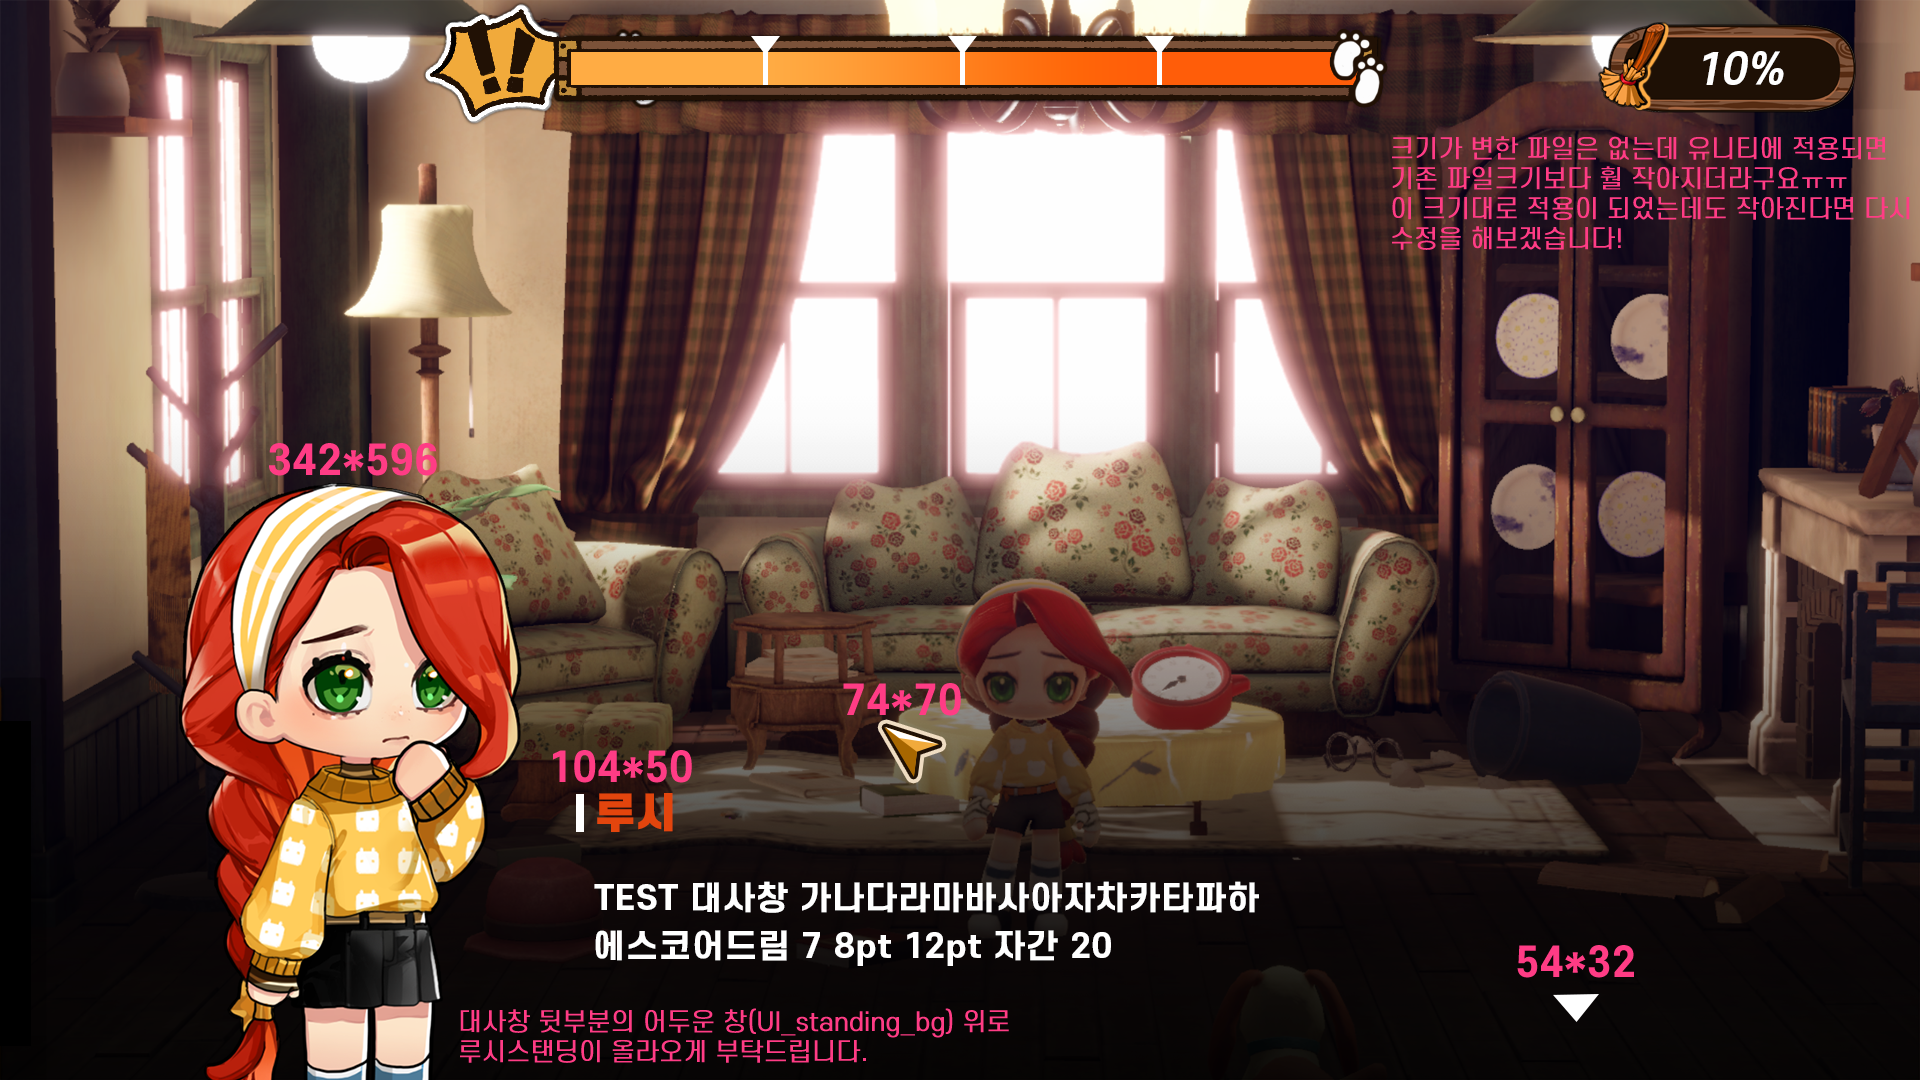 !!
10%
크기가 변한 파일은 없는데 유니티에 적용되면
기존 파일크기보다 훨 작아지더라구요ㅠㅠ
이 크기대로 적용이 되었는데도 작아진다면 다시
수정을 해보겠습니다!
342*596
74*70
104*50
루시
TEST 대사창 가나다라마바사아자차카타파하
에스코어드림 7 8pt 12pt 자간 20
54*32
대사창 뒷부분의 어두운 창(UI_standing_bg) 위로
루시스탠딩이 올라오게 부탁드립니다.